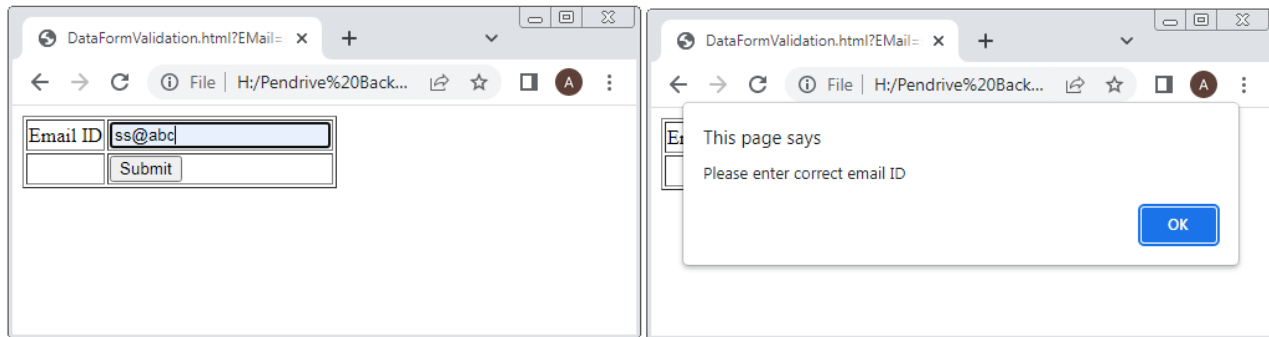 DataFormValidation.html?EMail=
File | H:/Pendrive%20Back...
A
Email ID
ss@abc
Submit
DataFormValidation.html?EMail=
File | H:/Pendrive%20Back...
A
This page says
Please enter correct email ID
OK